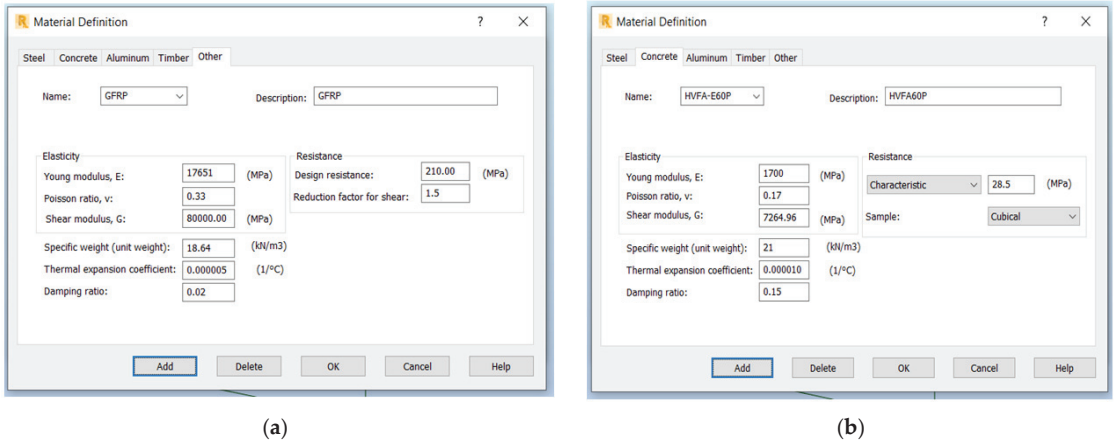 Material Definition ? ×
Steel Concrete Aluminum Timber Other
Name: GFRP Description: GFRP
Elasticity Resistance
Young modulus, E: 17651 (MPa) Design resistance: 210.00 (MPa)
Poisson ratio, ν: 0.33 Reduction factor for shear: 1.5
Shear modulus, G: 80000.00 (MPa)
Specific weight (unit weight): 18.64 (kN/m3)
Thermal expansion coefficient: 0.000005 (1/°C)
Damping ratio: 0.02
Add Delete OK Cancel Help
(a)
Material Definition ? ×
Steel Concrete Aluminum Timber Other
Name: HVFA-E60P Description: HVFA60P
Elasticity Resistance
Young modulus, E: 1700 (MPa) Characteristic 28.5 (MPa)
Poisson ratio, ν: 0.17
Shear modulus, G: 7264.96 (MPa) Sample: Cubical
Specific weight (unit weight): 21 (kN/m3)
Thermal expansion coefficient: 0.000010 (1/°C)
Damping ratio: 0.15
Add Delete OK Cancel Help
(b)